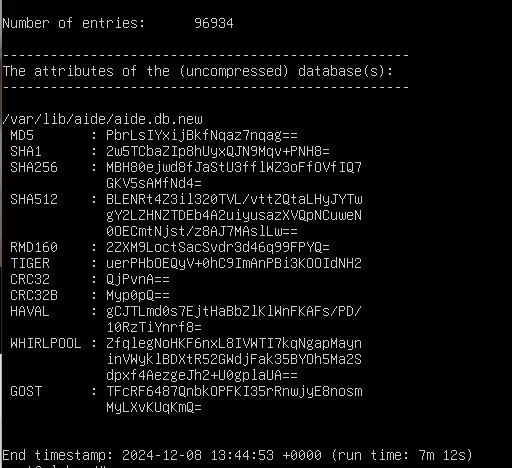 Number of entries:      96934
---------------------------------------------------
The attributes of the (uncompressed) database(s):
---------------------------------------------------
/var/lib/aide/aide.db.new
MD5       : PbrLsIYxijBkfNqaz7nqag==
SHA1      : 2w5TCbaZIp8hUyxQJN9Mqv+PNH8=
SHA256    : MBH80ejwd8fJaStU3fflWZ3oFfOVfIQ7
GKV5sAMfNd4=
SHA512    : BLENRt4Z3il320TVL/vttZQtaLHyJYTw
gY2LZHNZTDEb4A2uiyusazXVQpNCuweN
0OECmtNjst/z8AJ7MAslLw==
RMD160    : 2ZXM9LoctSacSvdr3d46q99FPYQ=
TIGER     : uerPHbOEQyV+0hC9ImAnPBi3KOOIdNH2
CRC32     : QjPvnA==
CRC32B    : Myp0pQ==
HAVAL     : gCJTLmd0s7EjtHaBbZlKlWnFKAFs/PD/
10RzTiYnrf8=
WHIRLPOOL : ZfqlegNoHKF6nxL8IVWTI7kqNgapMayn
inVWyklBDXtR52GWdjFak35BYOh5Ma2S
dpxf4AezgeJh2+U0gplaUA==
GOST      : TFcRF6487QnbkOPFKI35rRnwjyE8nosm
MyLXvKUqKmQ=
End timestamp: 2024-12-08 13:44:53 +0000 (run time: 7m 12s)